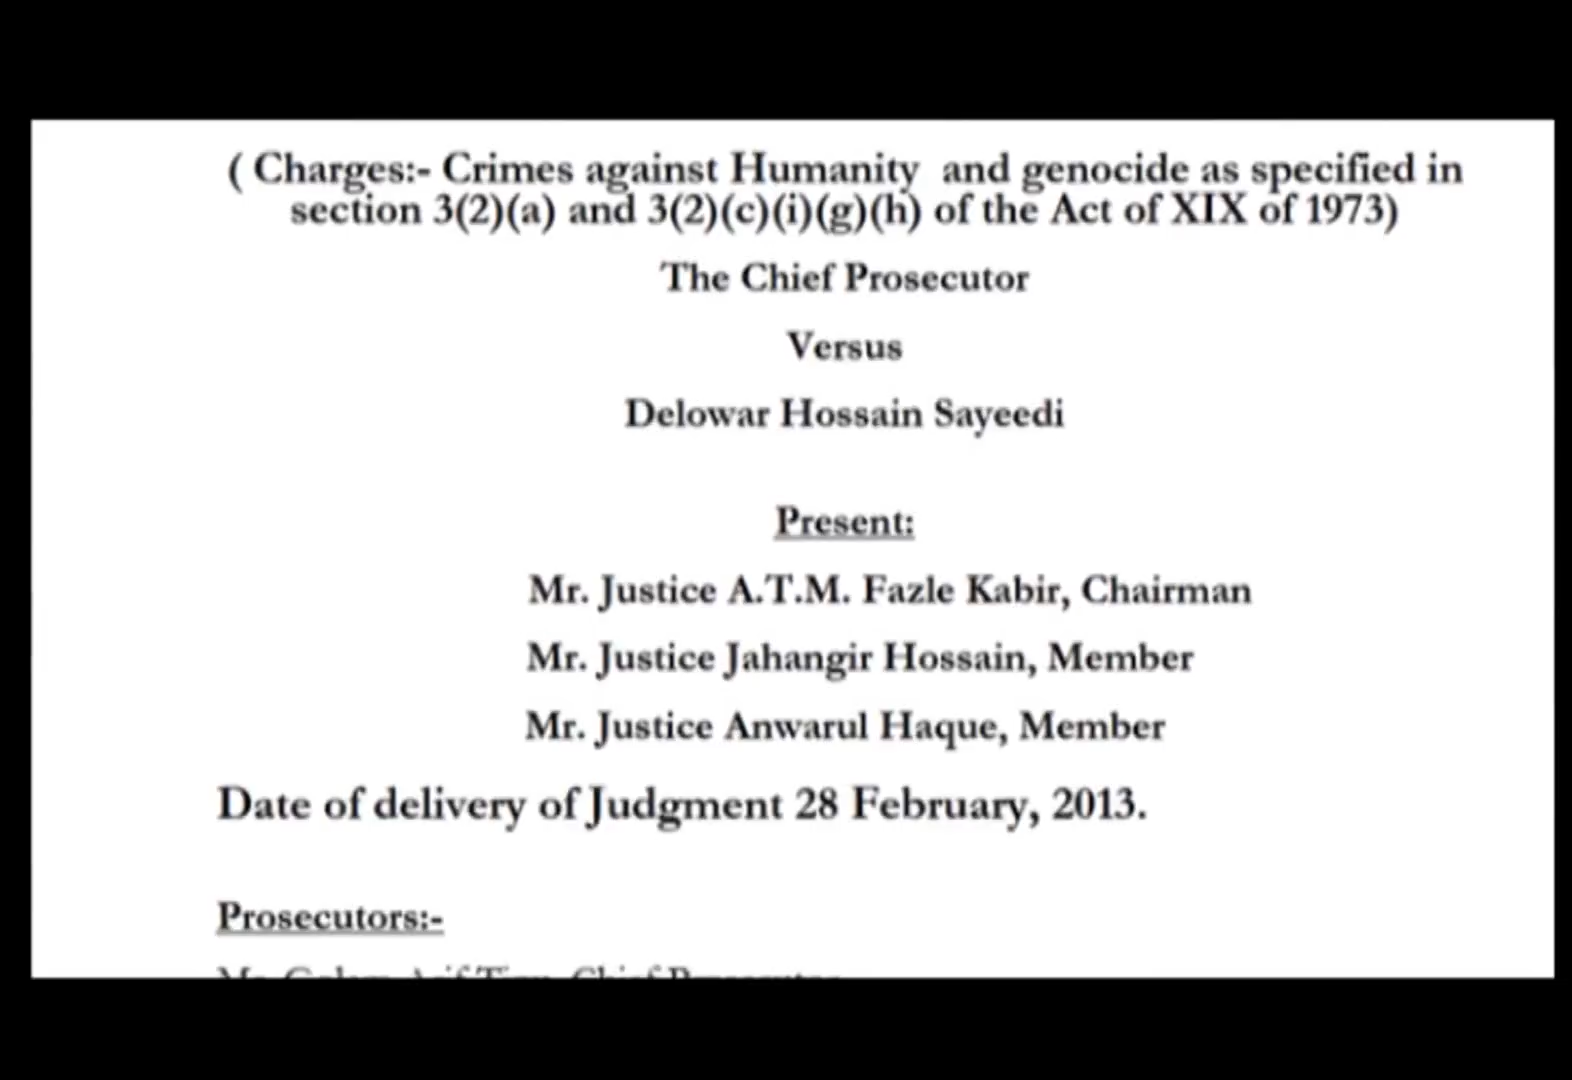 ( Charges:- Crimes against Humanity and genocide as specified in
section 3(2)(a) and 3(2)(c)(i)(g)(h) of the Act of XIX of 1973)
The Chief Prosecutor
Versus
Delowar Hossain Sayeedi
Present:
Mr. Justice A.T.M. Fazle Kabir, Chairman
Mr. Justice Jahangir Hossain, Member
Mr. Justice Anwarul Haque, Member
Date of delivery of Judgment 28 February, 2013.
Prosecutors:-